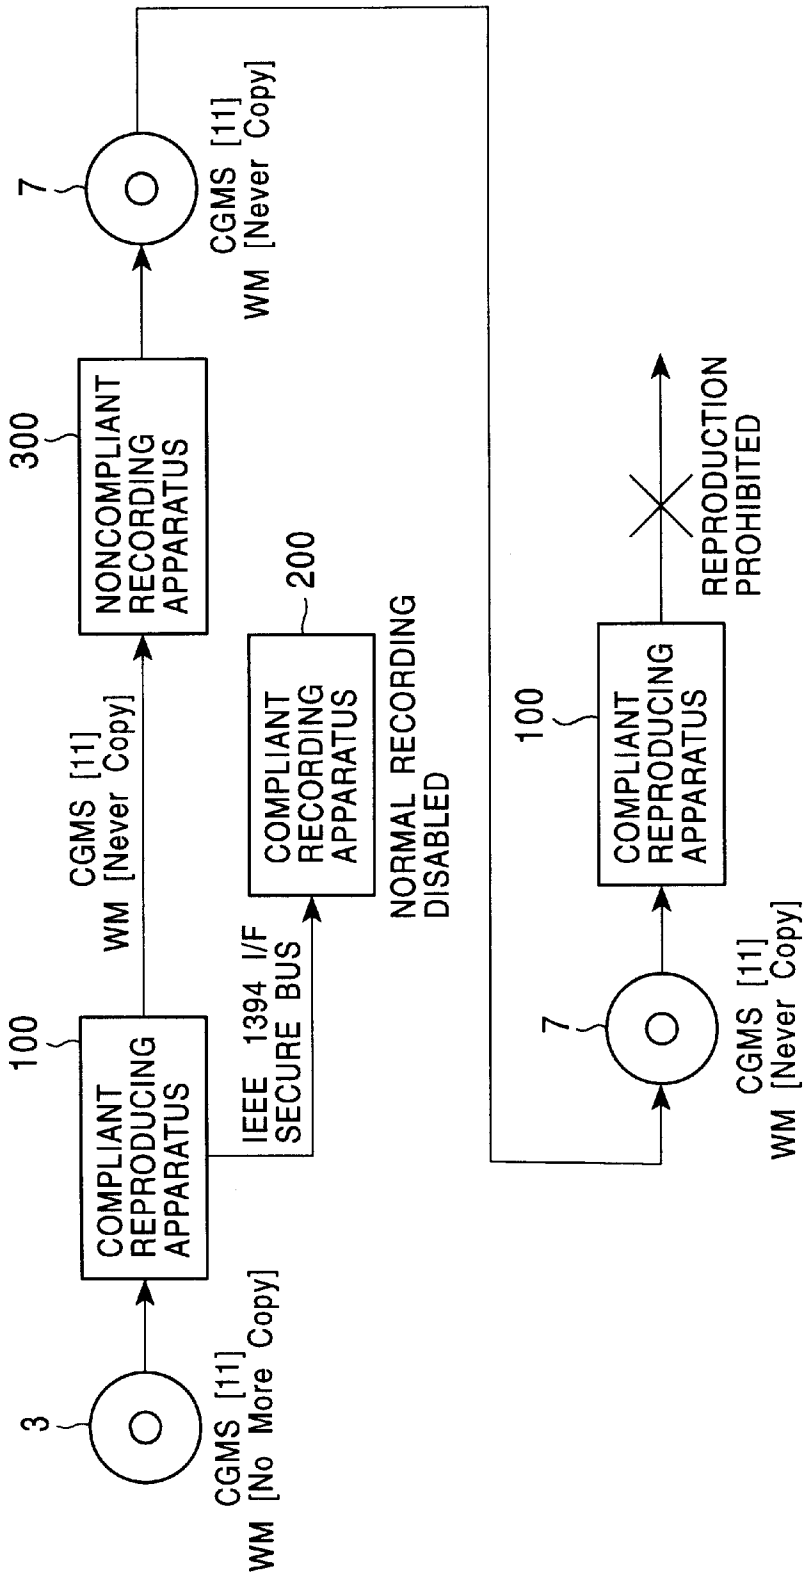 3
CGMS [11]
WM [No More Copy]
100
COMPLIANT
REPRODUCING
APPARATUS
CGMS [11]
WM [Never Copy]
IEEE 1394 I/F
SECURE BUS
300
NONCOMPLIANT
RECORDING
APPARATUS
200
COMPLIANT
RECORDING
APPARATUS
NORMAL RECORDING
DISABLED
7
CGMS [11]
WM [Never Copy]
7
CGMS [11]
WM [Never Copy]
100
COMPLIANT
REPRODUCING
APPARATUS
REPRODUCTION
PROHIBITED